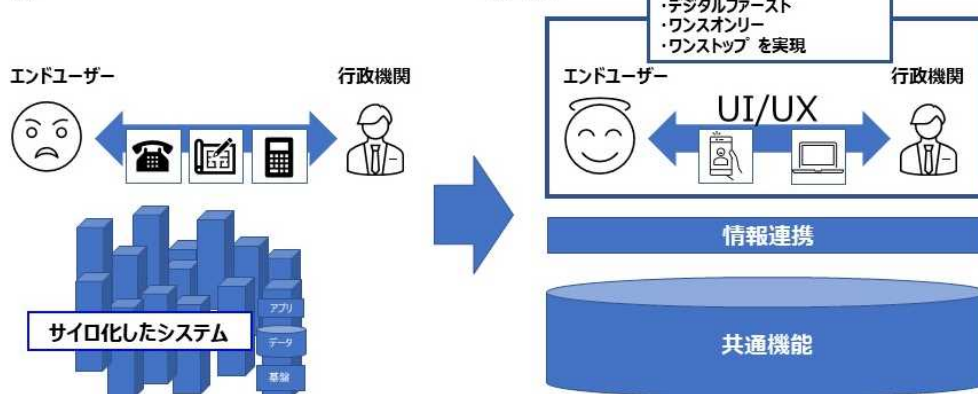 ・デジタルファースト
・ワンスオンリー
・ワンストップ を実現
エンドユーザー
行政機関
サイロ化したシステム
アプリ
データ
基盤
エンドユーザー
行政機関
UI/UX
情報連携
共通機能